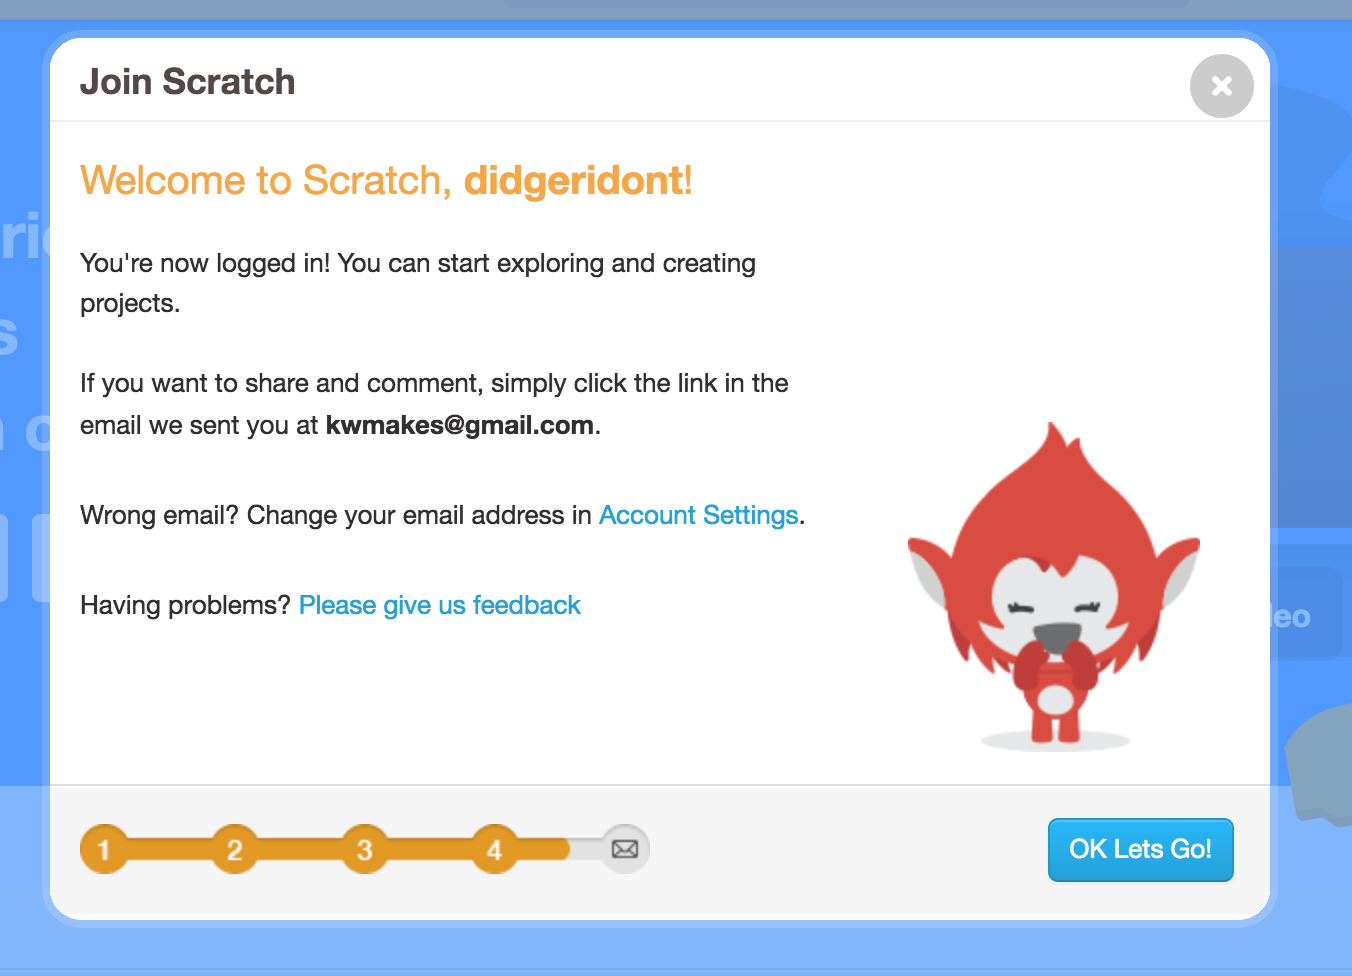 Join Scratch
Welcome to Scratch, didgeridont!
You're now logged in! You can start exploring and creating
projects.
If you want to share and comment, simply click the link in the
email we sent you at kwmakes@gmail.com.
Wrong email? Change your email address in Account Settings.
Having problems? Please give us feedback
1 2 3 4
OK Lets Go!